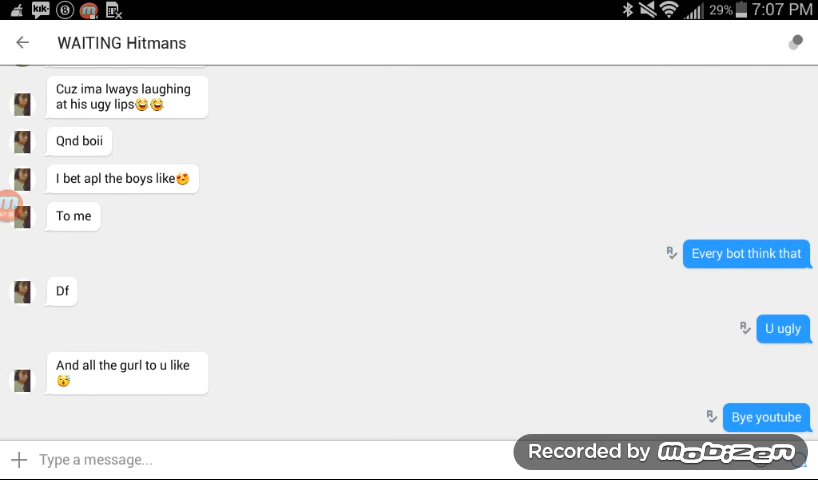 kik
29%
7:07 PM
WAITING Hitmans
Cuz ima lways laughing
at his ugy lips😂😂
Qnd boii
I bet apl the boys like😍
To me
Every bot think that
Df
U ugly
And all the gurl to u like
😴
Bye youtube
Type a message...
Recorded by mobizen